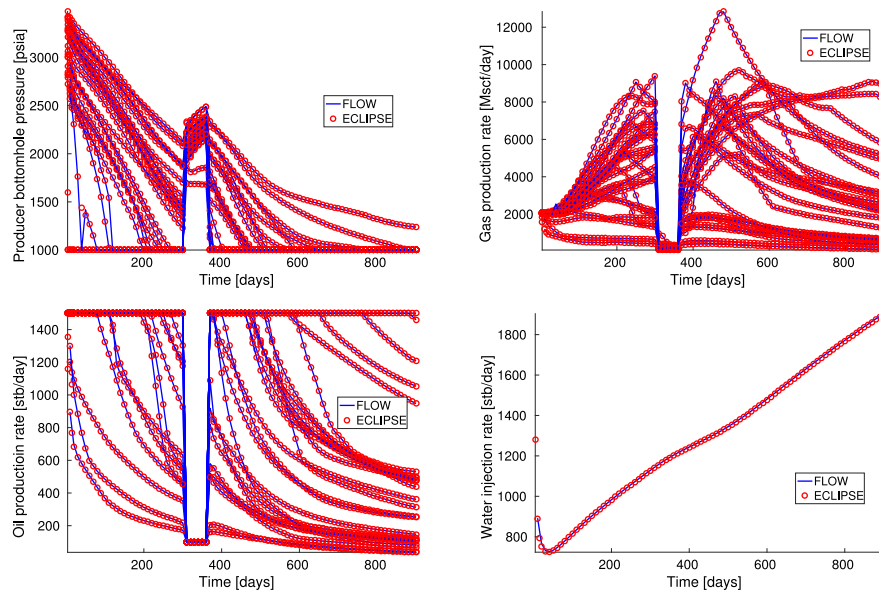 Producer bottomhole pressure [psia]
3500
3000
2500
2000
1500
1000
200
400
600
800
Time [days]
FLOW
ECLIPSE
Gas production rate [Mscf/day]
12000
10000
8000
6000
4000
2000
200
400
600
800
Time [days]
FLOW
ECLIPSE
Oil productioin rate [stb/day]
1400
1200
1000
800
600
400
200
200
400
600
800
Time [days]
FLOW
ECLIPSE
Water injection rate [stb/day]
1800
1600
1400
1200
1000
800
200
400
600
800
Time [days]
FLOW
ECLIPSE